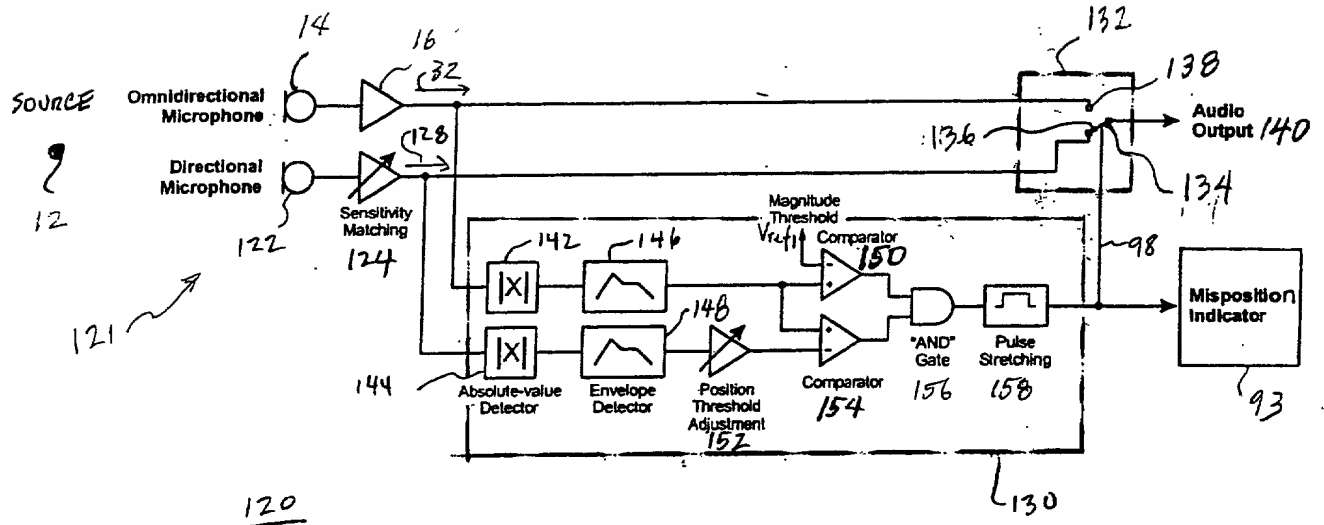 14
16
32
132
138
SOURCE
Omnidirectional
Microphone
Audio
Output 140
128
136
134
12
Directional
Microphone
122
Sensitivity
Matching
124
Magnitude
Threshold
Vref1
Comparator
150
98
142
146
|X|
121
148
"AND"
Gate
156
Pulse
Stretching
158
Misposition
Indicator
93
144
|X|
Absolute-value
Detector
Envelope
Detector
Position
Threshold
Adjustment
152
Comparator
154
130
120